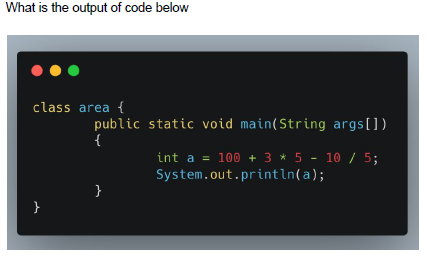 What is the output of code below
class area {
public static void main(String args[])
{
int a = 100 + 3 * 5 - 10 / 5;
System.out.println(a);
}
}